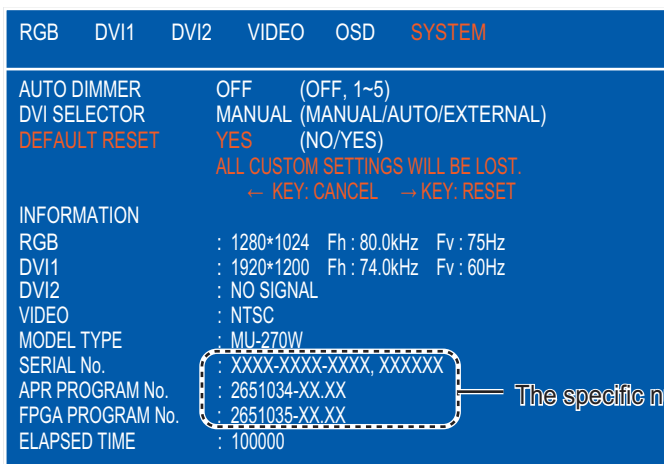 RGB DVI1 DVI2 VIDEO OSD SYSTEM
AUTO DIMMER OFF (OFF, 1~5)
DVI SELECTOR MANUAL (MANUAL/AUTO/EXTERNAL)
DEFAULT RESET YES (NO/YES)
ALL CUSTOM SETTINGS WILL BE LOST.
← KEY: CANCEL → KEY: RESET
INFORMATION
RGB : 1280*1024 Fh : 80.0kHz Fv : 75Hz
DVI1 : 1920*1200 Fh : 74.0kHz Fv : 60Hz
DVI2 : NO SIGNAL
VIDEO : NTSC
MODEL TYPE : MU-270W
SERIAL No. : XXXX-XXXX-XXXX, XXXXXX
APR PROGRAM No. : 2651034-XX.XX
The specific n
FPGA PROGRAM No. : 2651035-XX.XX
ELAPSED TIME : 100000